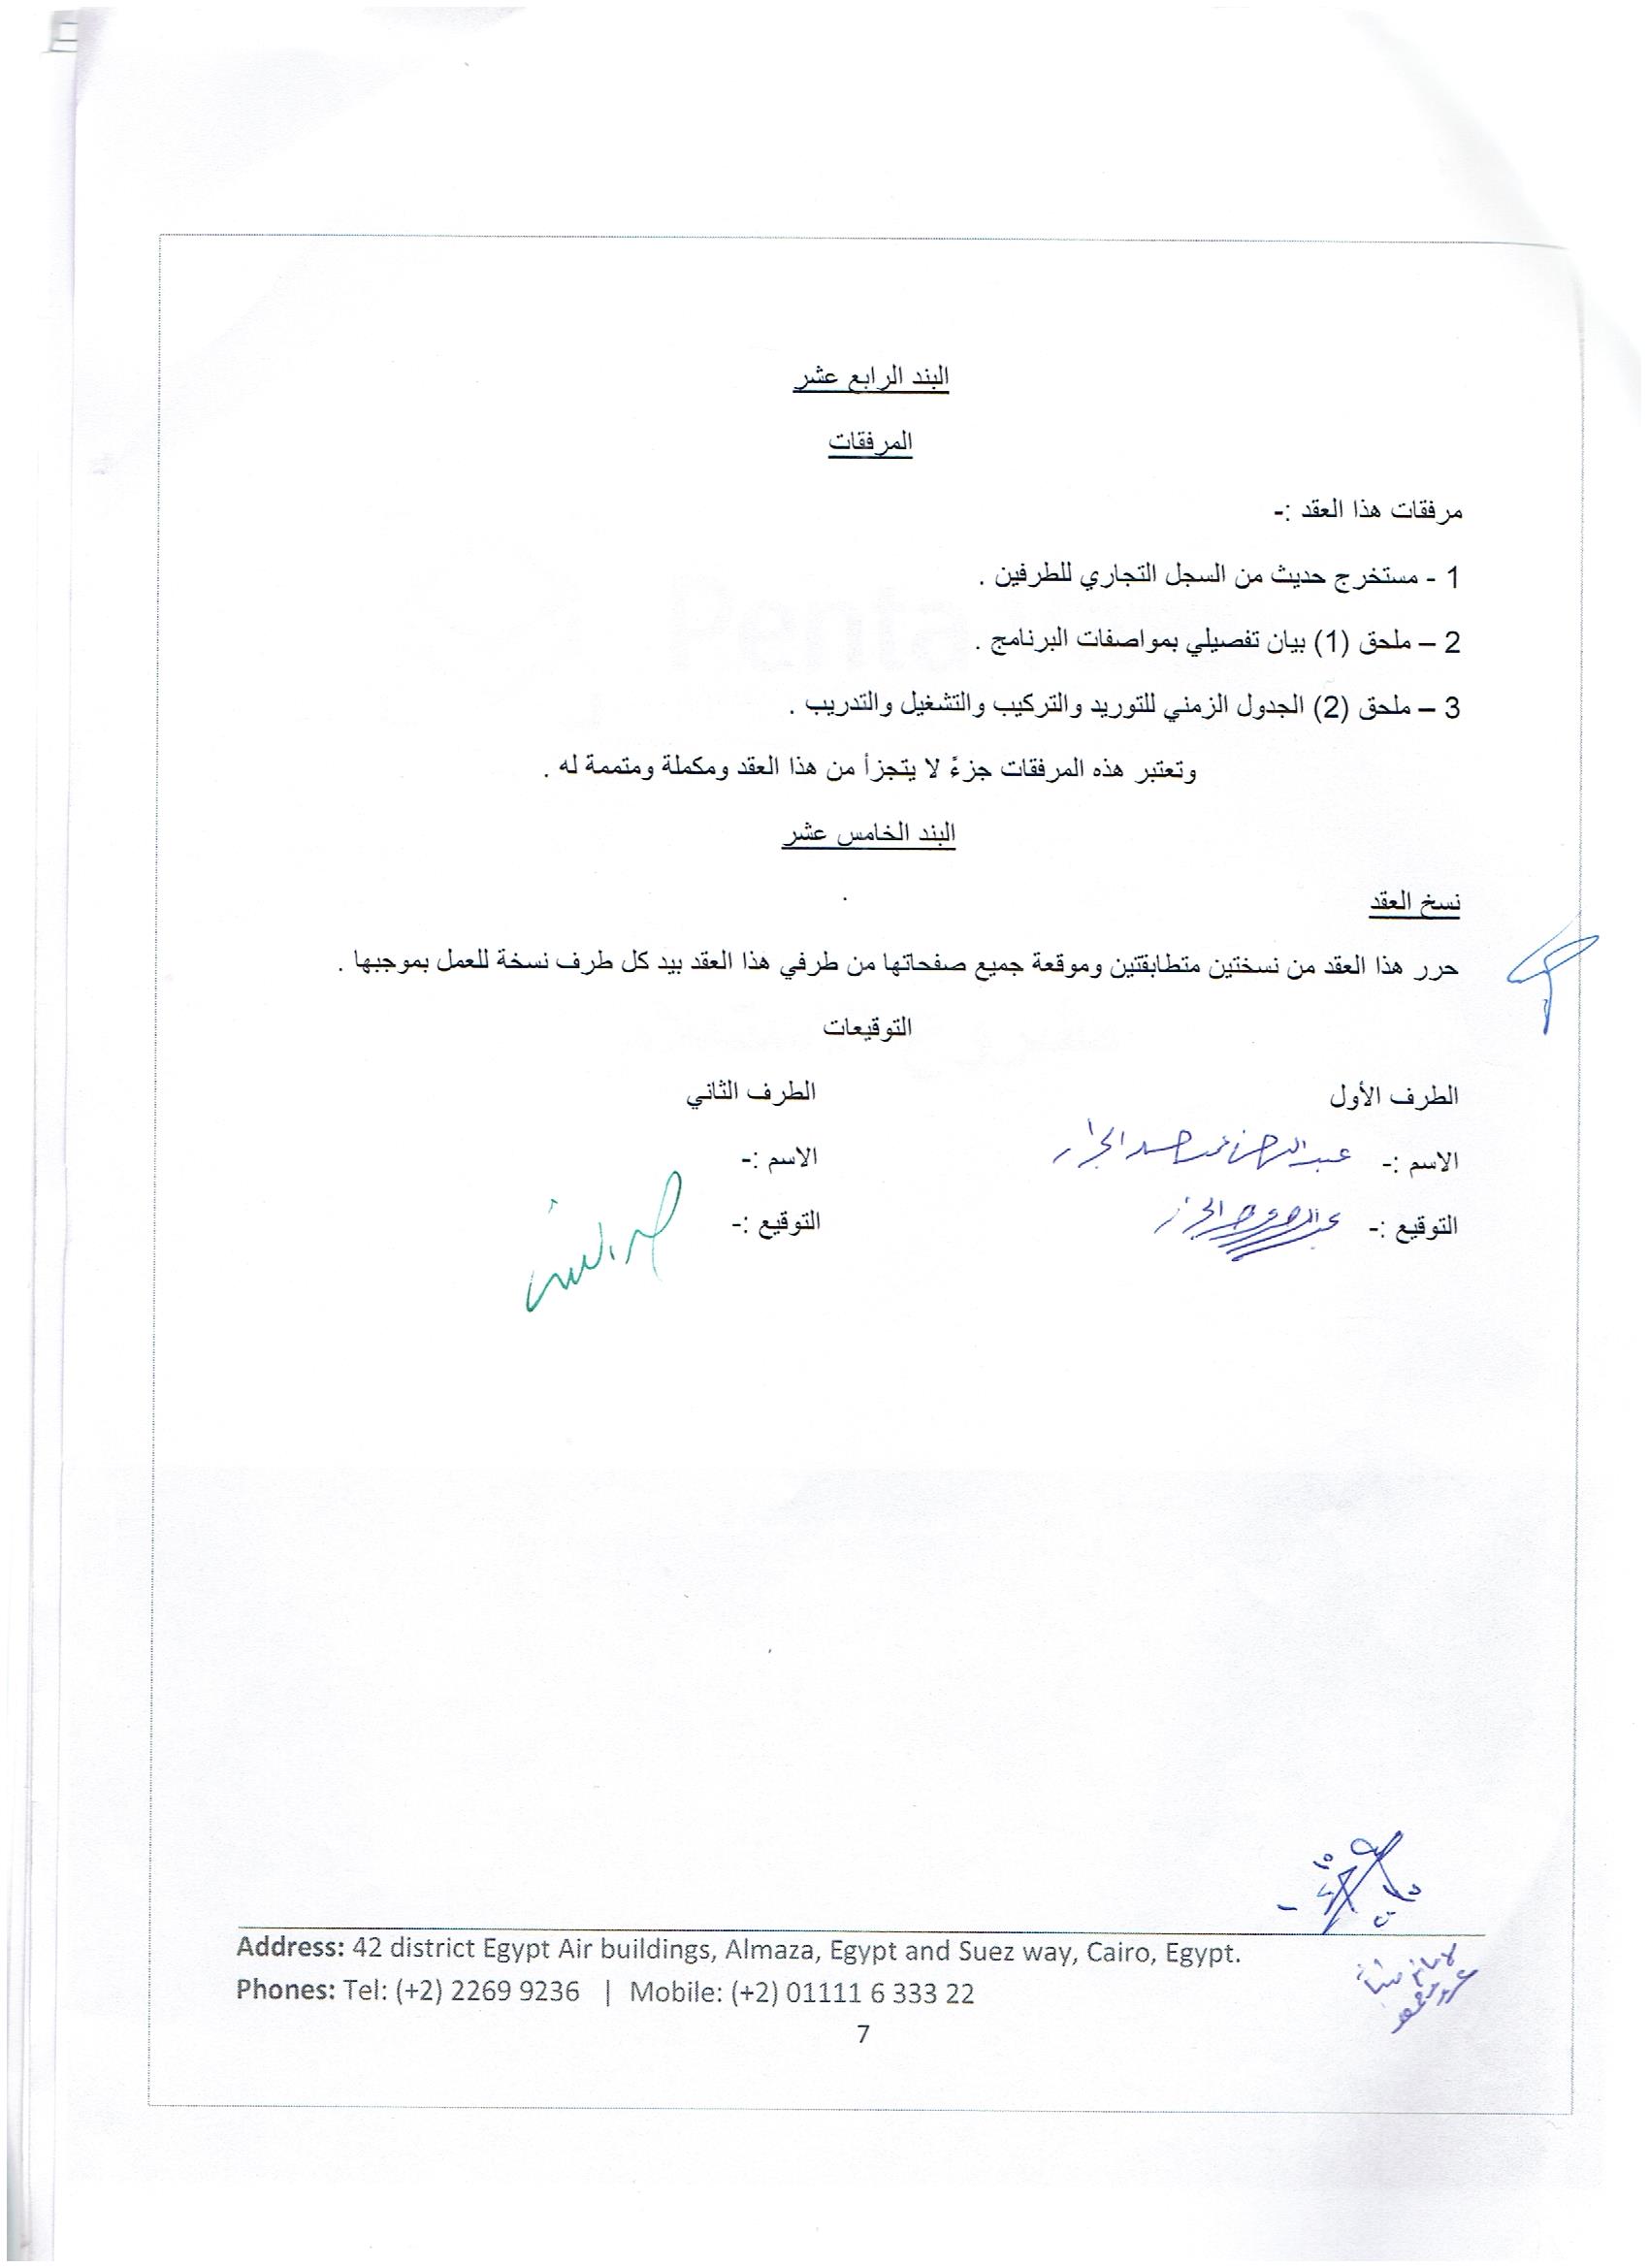 البند الرابع عشر
المرفقات
مرفقات هذا العقد :-
1 - مستخرج حديث من السجل التجاري للطرفين .
2 – ملحق (1) بيان تفصيلي بمواصفات البرنامج .
3 – ملحق (2) الجدول الزمني للتوريد والتركيب والتشغيل والتدريب .
وتعتبر هذه المرفقات جزءً لا يتجزأ من هذا العقد ومكملة ومتممة له .
البند الخامس عشر
نسخ العقد
حرر هذا العقد من نسختين متطابقتين وموقعة جميع صفحاتها من طرفي هذا العقد بيد كل طرف نسخة للعمل بموجبها .
التوقيعات
الطرف الأول الطرف الثاني
الاسم :- الاسم :-
التوقيع :- التوقيع :-
Address: 42 district Egypt Air buildings, Almaza, Egypt and Suez way, Cairo, Egypt.
Phones: Tel: (+2) 2269 9236 | Mobile: (+2) 01111 6 333 22
7